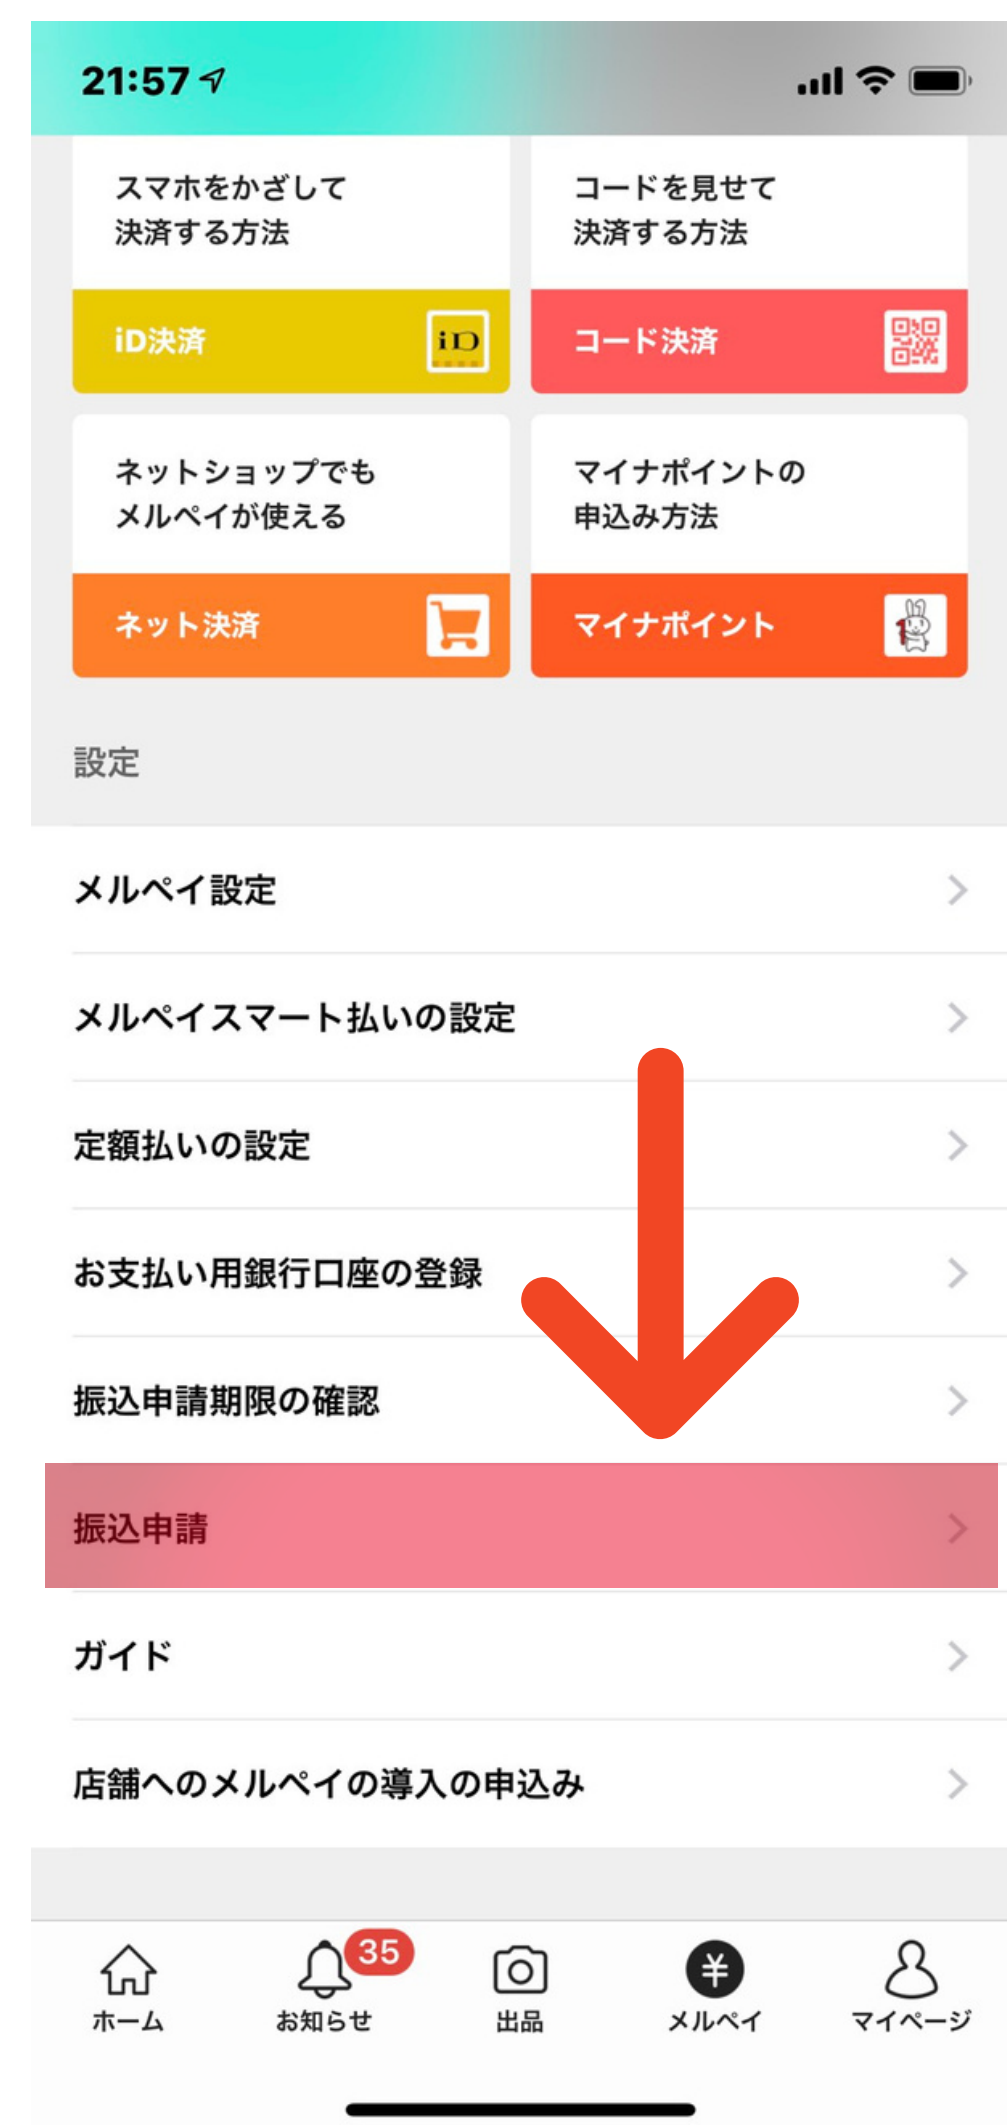 21:57
スマホをかざして
決済する方法
コードを見せて
決済する方法
iD決済
iD
コード決済
ネットショップでも
メルペイが使える
マイナポイントの
申込み方法
ネット決済
マイナポイント
設定
メルペイ設定
メルペイスマート払いの設定
定額払いの設定
お支払い用銀行口座の登録
振込申請期限の確認
振込申請
ガイド
店舗へのメルペイの導入の申込み
35
¥
ホーム
お知らせ
出品
メルペイ
マイページ